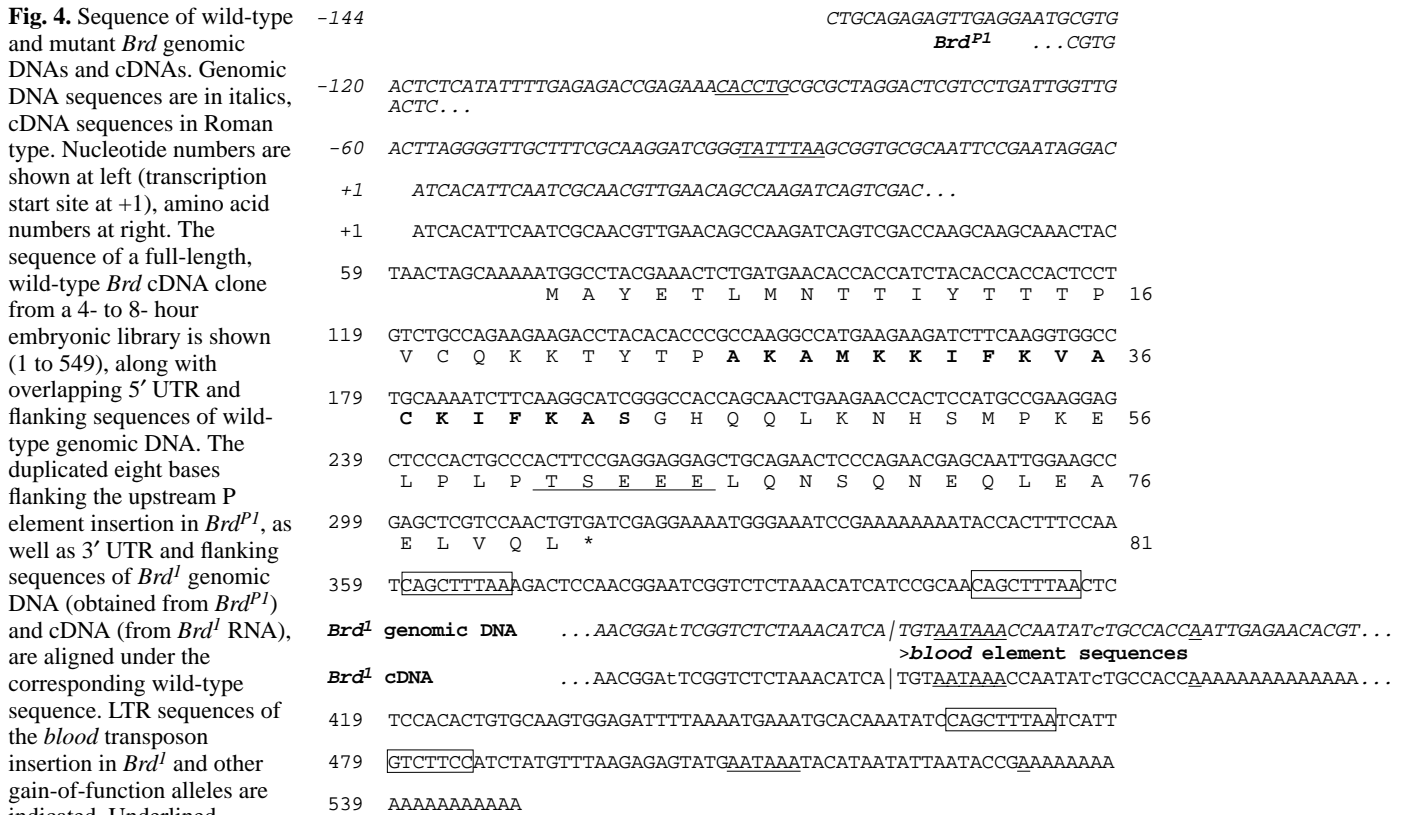 Fig. 4. Sequence of wild-type
and mutant Brd genomic
DNAs and cDNAs. Genomic
DNA sequences are in italics,
cDNA sequences in Roman
type. Nucleotide numbers are
shown at left (transcription
start site at +1), amino acid
numbers at right. The
sequence of a full-length,
wild-type Brd cDNA clone
from a 4- to 8- hour
embryonic library is shown
(1 to 549), along with
overlapping 5′ UTR and
flanking sequences of wild-
type genomic DNA. The
duplicated eight bases
flanking the upstream P
element insertion in BrdP1, as
well as 3′ UTR and flanking
sequences of Brd1 genomic
DNA (obtained from BrdP1)
and cDNA (from Brd1 RNA),
are aligned under the
corresponding wild-type
sequence. LTR sequences of
the blood transposon
insertion in Brd1 and other
gain-of-function alleles are
indicated. Underlined
-144 CTGCAGAGAGTTGAGGAATGCGTG
BrdP1 ...CGTG
-120 ACTCTCATATTTTGAGAGACCGAGAAACACCTGCGCGCTAGGACTCGTCCTGATTGGTTG
ACTC...
-60 ACTTAGGGGTTGCTTTCGCAAGGATCGGGTATTTAAGCGGTGCGCAATTCCGAATAGGAC
+1 ATCACATTCAATCGCAACGTTGAACAGCCAAGATCAGTCGAC...
+1 ATCACATTCAATCGCAACGTTGAACAGCCAAGATCAGTCGACCAAGCAAGCAAACTAC
59 TAACTAGCAAAAATGGCCTACGAAACTCTGATGAACACCACCATCTACACCACCACTCCT
M A Y E T L M N T T I Y T T T P 16
119 GTCTGCCAGAAGAAGACCTACACACCCGCCAAGGCCATGAAGAAGATCTTCAAGGTGGCC
V C Q K K T Y T P A K A M K K I F K V A 36
179 TGCAAAATCTTCAAGGCATCGGGCCACCAGCAACTGAAGAACCACTCCATGCCGAAGGAG
C K I F K A S G H Q Q L K N H S M P K E 56
239 CTCCCACTGCCCACTTCCGAGGAGGAGCTGCAGAACTCCCAGAACGAGCAATTGGAAGCC
L P L P T S E E E L Q N S Q N E Q L E A 76
299 GAGCTCGTCCAACTGTGATCGAGGAAAATGGGAAATCCGAAAAAAAATACCACTTTCCAA
E L V Q L * 81
359 TCAGCTTTAAAGACTCCAACGGAATCGGTCTCTAAACATCATCCGCAACAGCTTTAACTC
Brd1 genomic DNA ...AACGGAtTCGGTCTCTAAACATCA|TGTAATAAACCAATATcTGCCACCAATTGAGAACACGT...
>blood element sequences
Brd1 cDNA ...AACGGAtTCGGTCTCTAAACATCA|TGTAATAAACCAATATcTGCCACCAAAAAAAAAAAAAAA...
419 TCCACACTGTGCAAGTGGAGATTTTAAAATGAAATGCACAAATATCCAGCTTTAATCATT
479 GTCTTCCATCTATGTTTAAGAGAGTATGAATAAATACATAATATTAATACCGAAAAAAAA
539 AAAAAAAAAAA